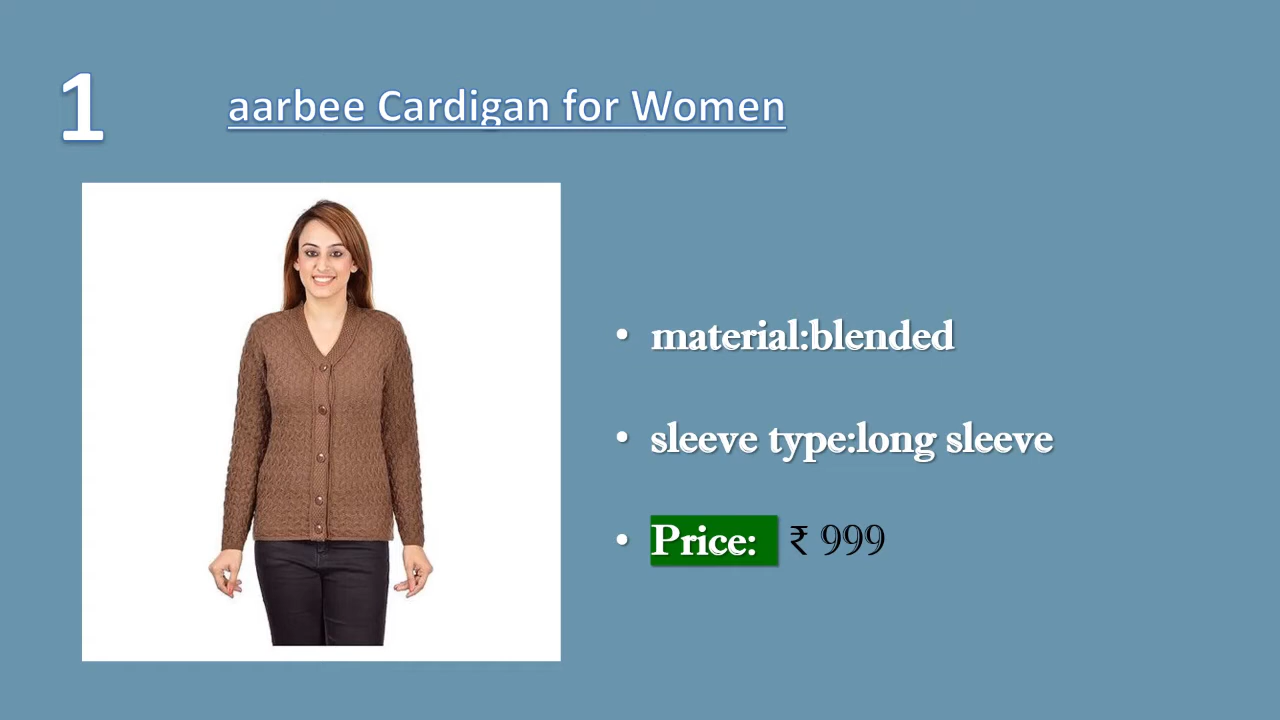 1
aarbee Cardigan for Women
• material:blended
• sleeve type:long sleeve
• Price: ₹ 999